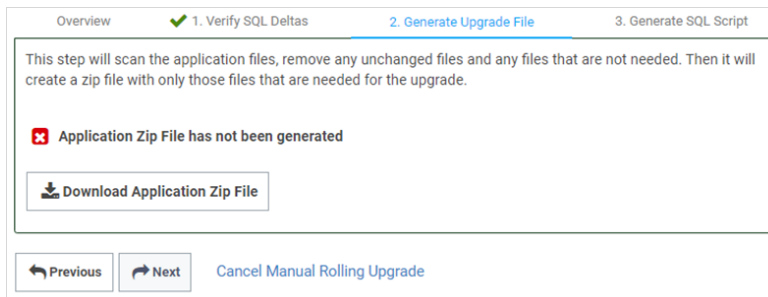 Overview
1. Verify SQL Deltas
2. Generate Upgrade File
3. Generate SQL Script
This step will scan the application files, remove any unchanged files and any files that are not needed. Then it will
create a zip file with only those files that are needed for the upgrade.
Application Zip File has not been generated
Download Application Zip File
Previous
Next
Cancel Manual Rolling Upgrade